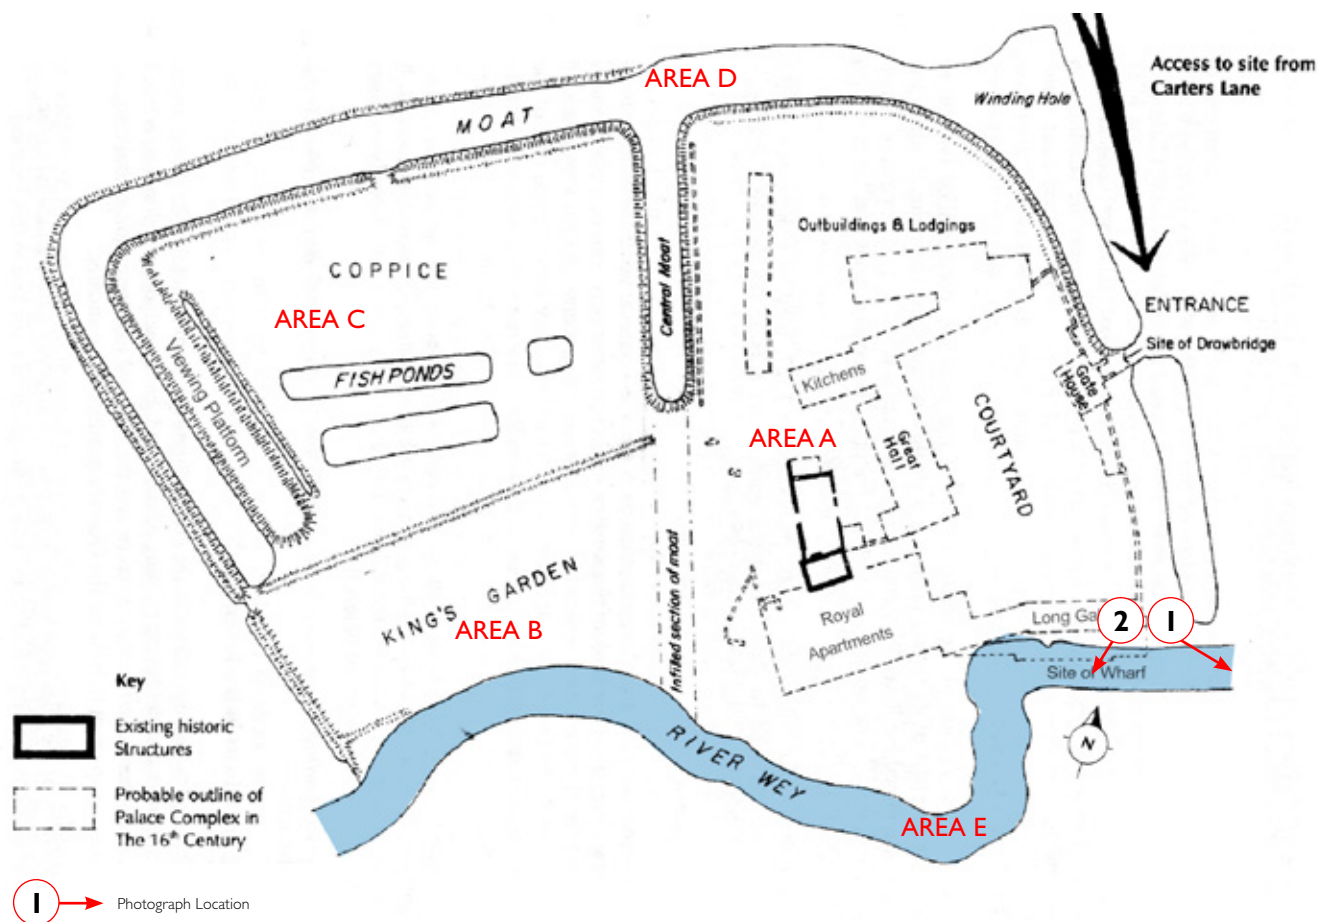 Access to site from
Carters Lane
AREA D
MOAT
Winding Hole
Outbuildings & Lodgings
COPPICE
Central Moat
ENTRANCE
AREA C
Site of Drawbridge
Viewing Platform
FISH PONDS
Kitchens
Gate
House
COURTYARD
AREA A
Great
Hall
Infilled section of moat
KING'S GARDEN
AREA B
Royal
Apartments
Long Ga
2
1
Site of Wharf
N
RIVER WEY
AREA E
Key
Existing historic
Structures
Probable outline of
Palace Complex in
The 16th Century
1
Photograph Location